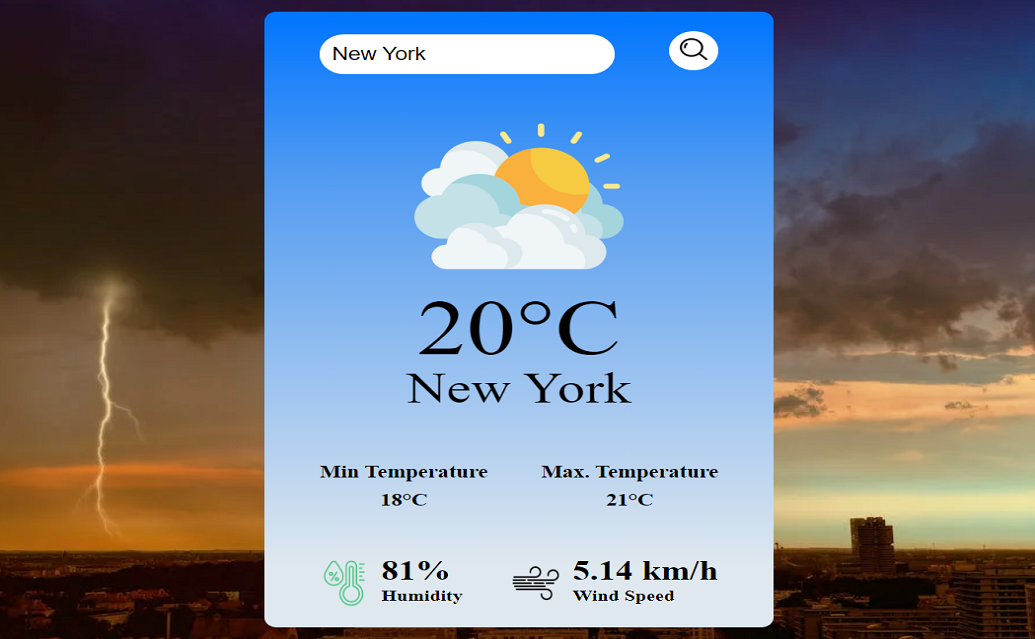 New York
20°C
New York
Min Temperature
Max. Temperature
18°C
21°C
%
81%
Humidity
5.14 km/h
Wind Speed